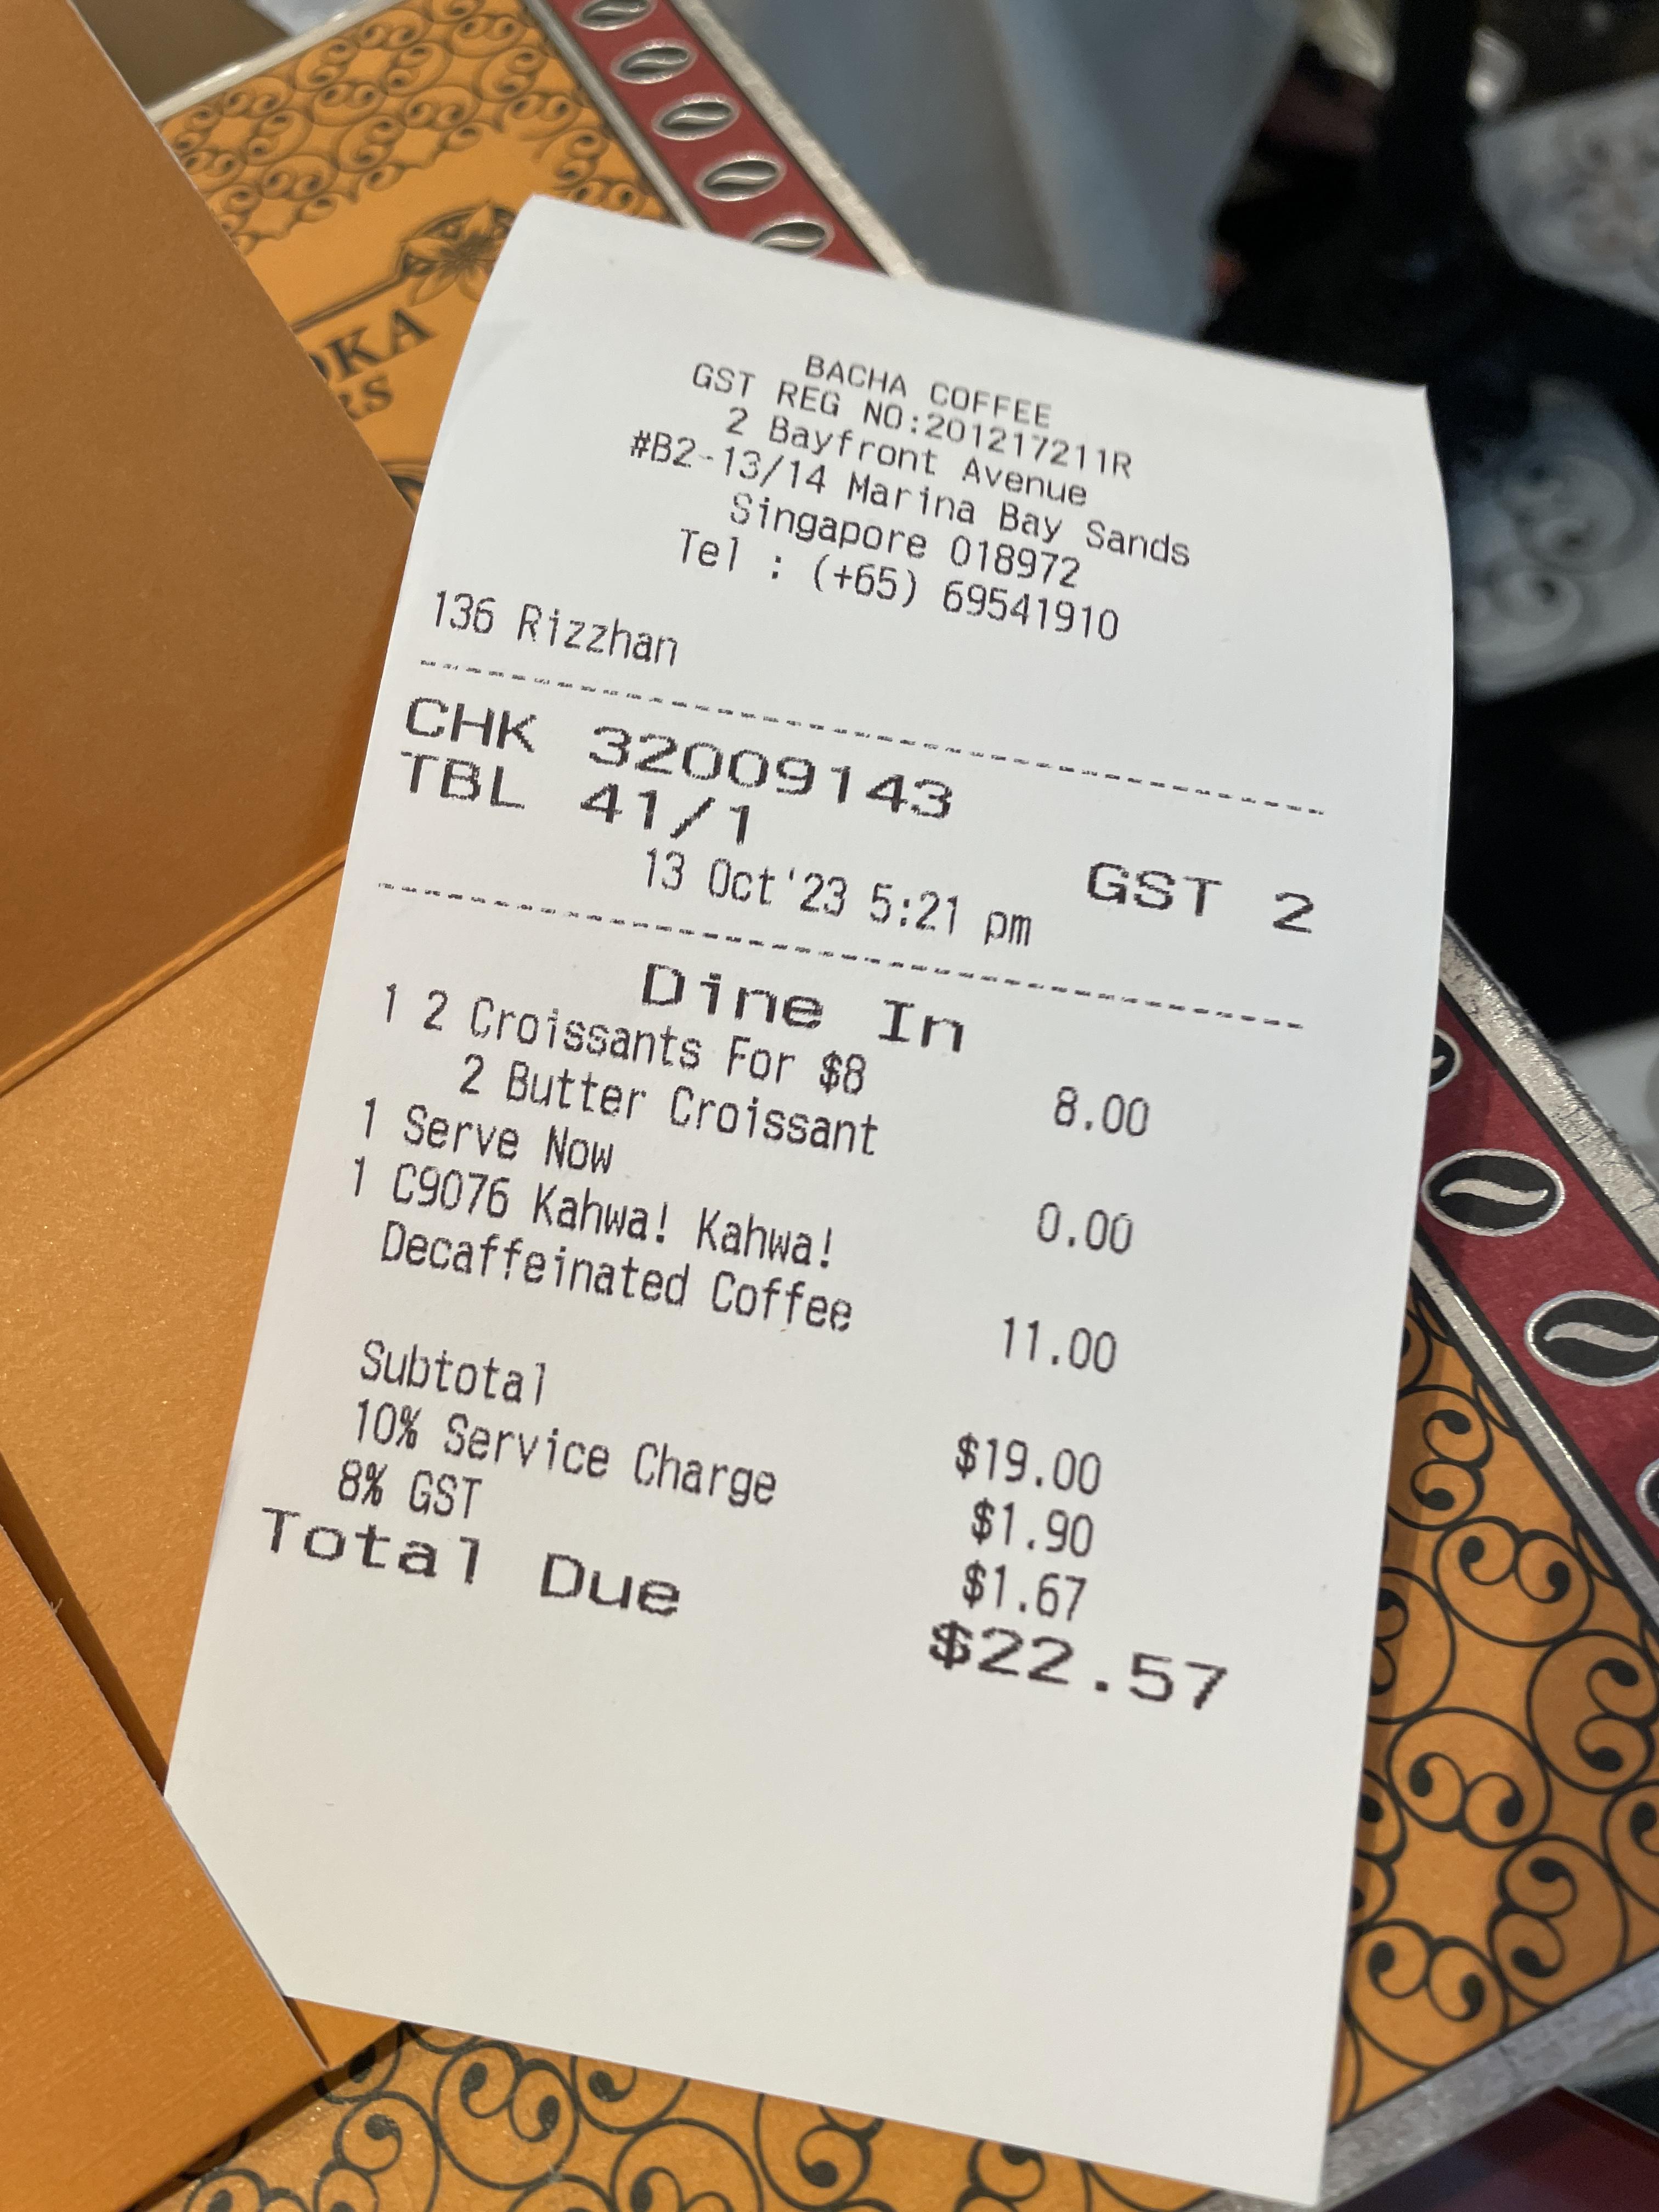 BACHA COFFEE
GST REG NO:201217211R
2 Bayfront Avenue
#B2-13/14 Marina Bay Sands
Singapore 018972
Tel : (+65) 69541910
136 Rizzhan
CHK 32009143
TBL 41/1 GST 2
13 Oct'23 5:21 pm
Dine In
1 2 Croissants For $8 8.00
2 Butter Croissant
1 Serve Now 0.00
1 C9076 Kahwa! Kahwa!
Decaffeinated Coffee 11.00
Subtotal $19.00
10% Service Charge $1.90
8% GST $1.67
Total Due $22.57